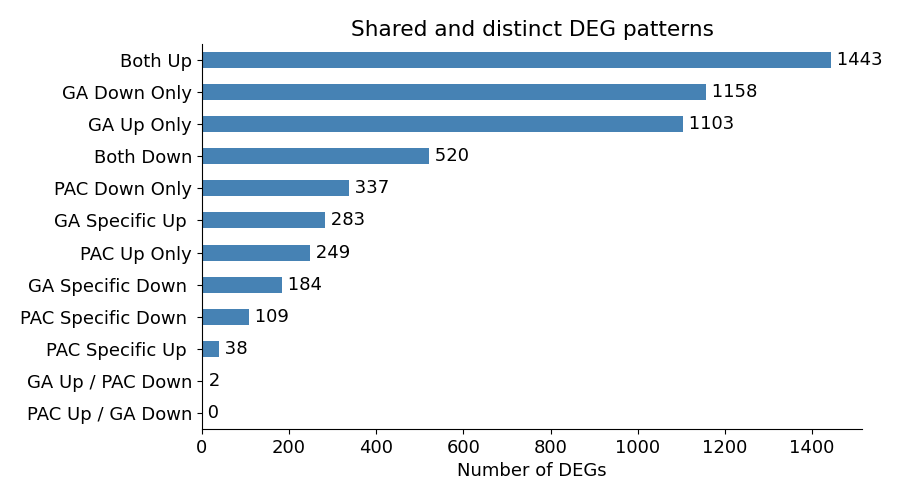 Shared and distinct DEG patterns
Both Up 1443
GA Down Only 1158
GA Up Only 1103
Both Down 520
PAC Down Only 337
GA Specific Up 283
PAC Up Only 249
GA Specific Down 184
PAC Specific Down 109
PAC Specific Up 38
GA Up / PAC Down 2
PAC Up / GA Down 0
0 200 400 600 800 1000 1200 1400
Number of DEGs